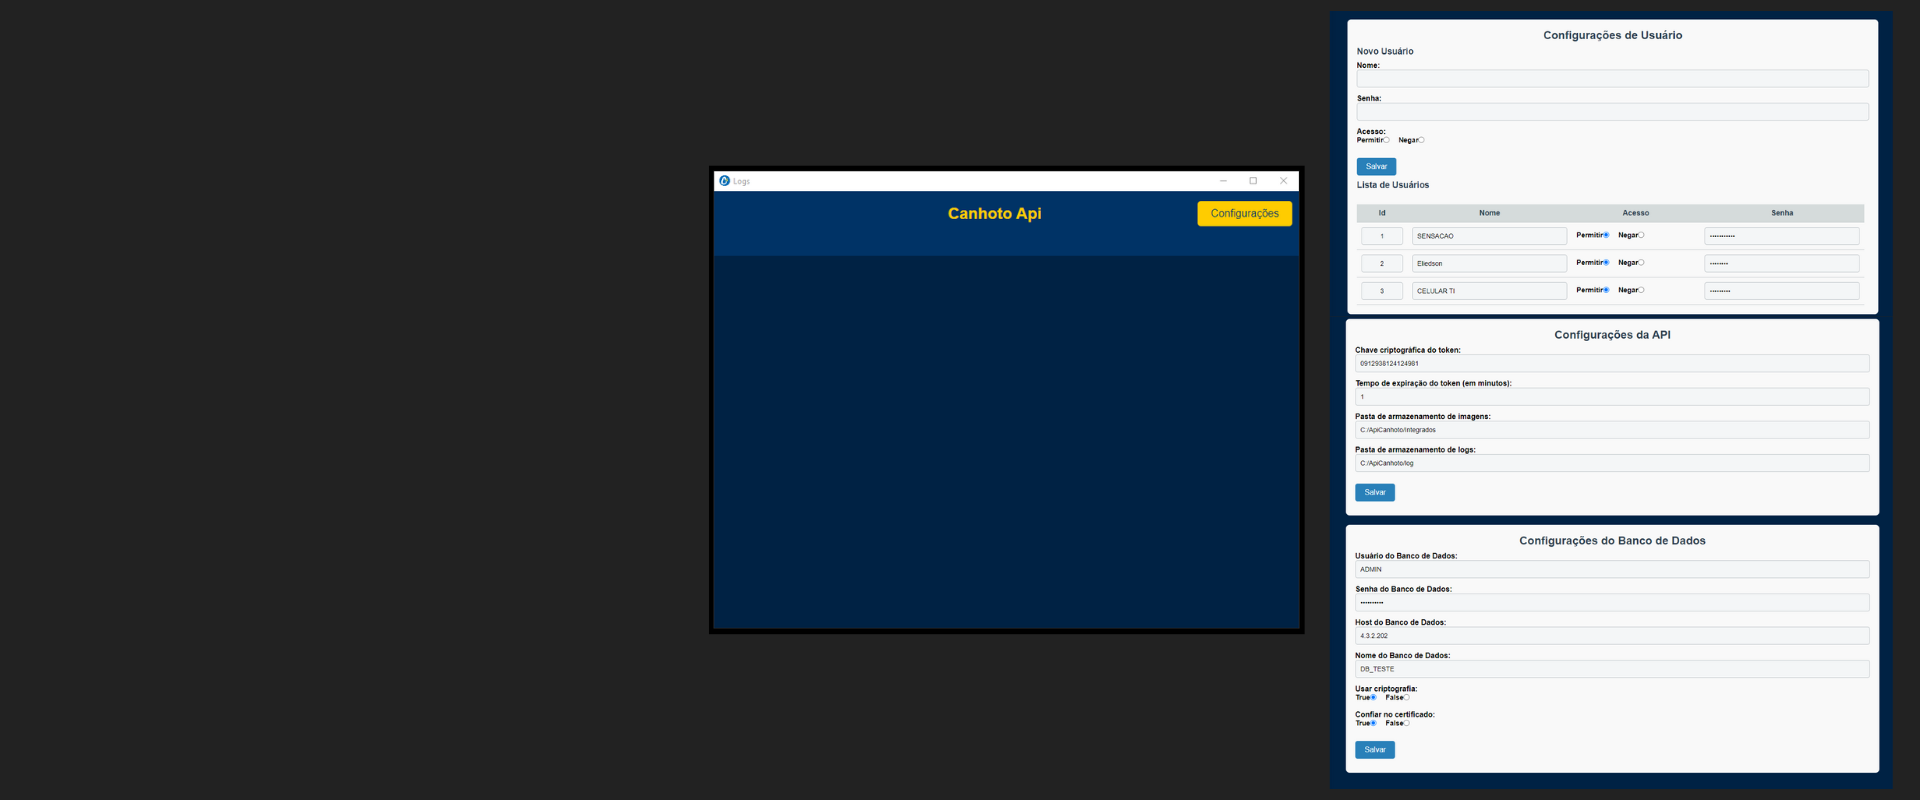 Logs
Canhoto Api
Configurações
Configurações de Usuário
Novo Usuário
Nome:
Senha:
Acesso:
Permitir Negar
Salvar
Lista de Usuários
Id Nome Acesso Senha
1 SENSACAO Permitir Negar •••••••••••
2 Eliedson Permitir Negar ••••••••
3 CELULAR TI Permitir Negar •••••••••
Configurações da API
Chave criptográfica do token:
0912938124124981
Tempo de expiração do token (em minutos):
1
Pasta de armazenamento de imagens:
C:/ApiCanhoto/integrados
Pasta de armazenamento de logs:
C:/ApiCanhoto/log
Salvar
Configurações do Banco de Dados
Usuário do Banco de Dados:
ADMIN
Senha do Banco de Dados:
••••••••••
Host do Banco de Dados:
4.3.2.202
Nome do Banco de Dados:
DB_TESTE
Usar criptografia:
True False
Confiar no certificado:
True False
Salvar